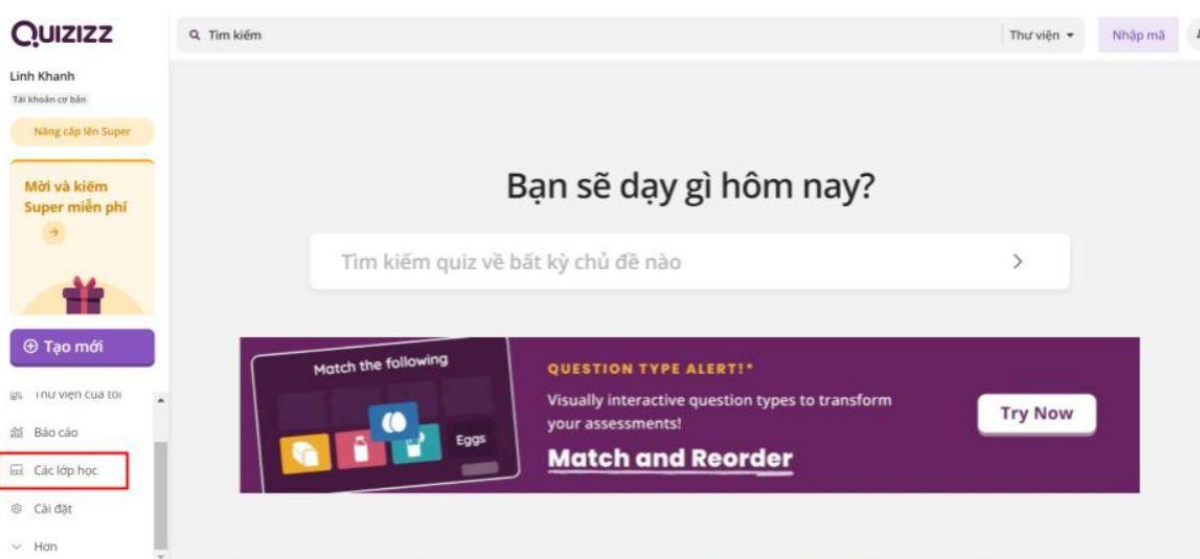 QUIZIZZ
Tìm kiếm
Thư viện
Nhập mã
Linh Khanh
Tài khoản cơ bản
Nâng cấp lên Super
Mời và kiếm
Super miễn phí
Tạo mới
Thư viện của tôi
Báo cáo
Các lớp học
Cài đặt
Hơn
Bạn sẽ dạy gì hôm nay?
Tìm kiếm quiz về bất kỳ chủ đề nào
Match the following
Eggs
QUESTION TYPE ALERT!*
Visually interactive question types to transform
your assessments!
Match and Reorder
Try Now